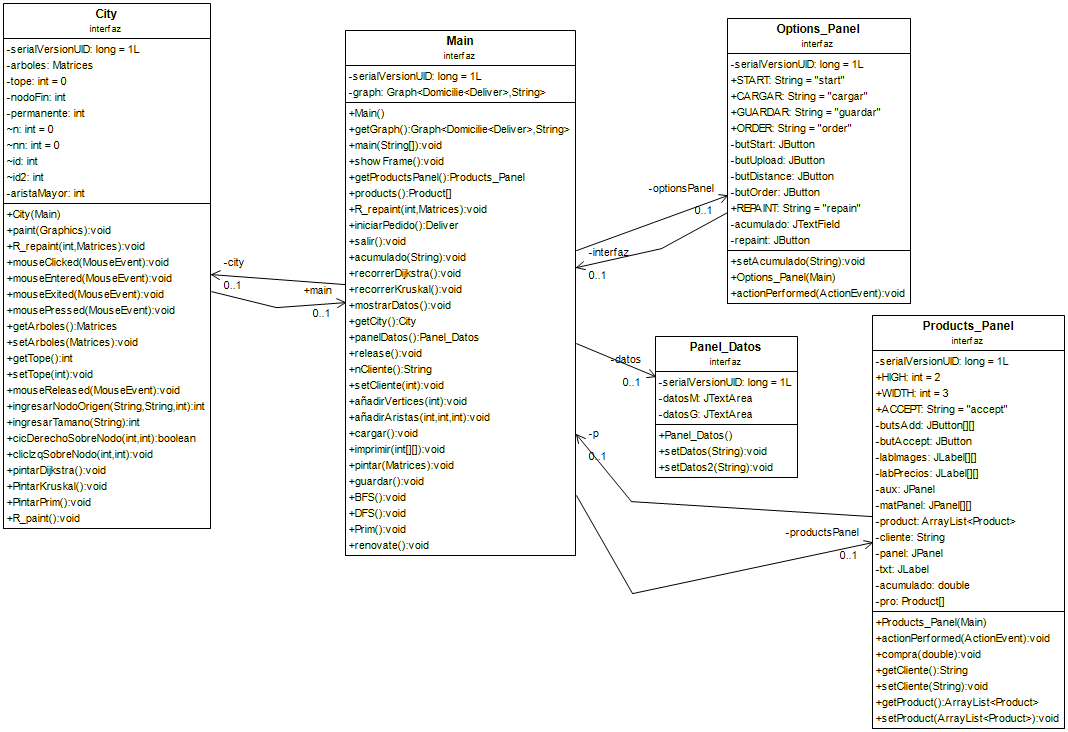 City
interfaz
-serialVersionUID: long = 1L
-arboles: Matrices
-tope: int = 0
-nodoFin: int
-permanente: int
~n: int = 0
~nn: int = 0
~id: int
~id2: int
-aristaMayor: int
+City(Main)
+paint(Graphics):void
+R_repaint(int,Matrices):void
+mouseClicked(MouseEvent):void
+mouseEntered(MouseEvent):void
+mouseExited(MouseEvent):void
+mousePressed(MouseEvent):void
+getArboles():Matrices
+setArboles(Matrices):void
+getTope():int
+setTope(int):void
+mouseReleased(MouseEvent):void
+ingresarNodoOrigen(String,String,int):int
+ingresarTamano(String):int
+cicDerechoSobreNodo(int,int):boolean
+clicIzqSobreNodo(int,int):void
+pintarDijkstra():void
+PintarKruskal():void
+PintarPrim():void
+R_paint():void
-city
0..1
+main
0..1
Main
interfaz
-serialVersionUID: long = 1L
-graph: Graph<Domicilie<Deliver>,String>
+Main()
+getGraph():Graph<Domicilie<Deliver>,String>
+main(String[]):void
+show Frame():void
+getProductsPanel():Products_Panel
+products():Product[]
+R_repaint(int,Matrices):void
+iniciarPedido():Deliver
+salir():void
+acumulado(String):void
+recorrerDijkstra():void
+recorrerKruskal():void
+mostrarDatos():void
+getCity():City
+panelDatos():Panel_Datos
+release():void
+nCliente():String
+setCliente(int):void
+añadirVertices(int):void
+añadirAristas(int,int,int):void
+cargar():void
+imprimir(int[][]):void
+pintar(Matrices):void
+guardar():void
+BFS():void
+DFS():void
+Prim():void
+renovate():void
-optionsPanel
0..1
-interfaz
0..1
-datos
0..1
-p
0..1
-productsPanel
0..1
Options_Panel
interfaz
-serialVersionUID: long = 1L
+START: String = "start"
+CARGAR: String = "cargar"
+GUARDAR: String = "guardar"
+ORDER: String = "order"
-butStart: JButton
-butUpload: JButton
-butDistance: JButton
-butOrder: JButton
+REPAINT: String = "repain"
-acumulado: JTextField
-repaint: JButton
+setAcumulado(String):void
+Options_Panel(Main)
+actionPerformed(ActionEvent):void
Panel_Datos
interfaz
-serialVersionUID: long = 1L
-datosM: JTextArea
-datosG: JTextArea
+Panel_Datos()
+setDatos(String):void
+setDatos2(String):void
Products_Panel
interfaz
-serialVersionUID: long = 1L
+HIGH: int = 2
+WIDTH: int = 3
+ACCEPT: String = "accept"
-butsAdd: JButton[][]
-butAccept: JButton
-labImages: JLabel[][]
-labPrecios: JLabel[][]
-aux: JPanel
-matPanel: JPanel[][]
-product: ArrayList<Product>
-cliente: String
-panel: JPanel
-txt: JLabel
-acumulado: double
-pro: Product[]
+Products_Panel(Main)
+actionPerformed(ActionEvent):void
+compra(double):void
+getCliente():String
+setCliente(String):void
+getProduct():ArrayList<Product>
+setProduct(ArrayList<Product>):void